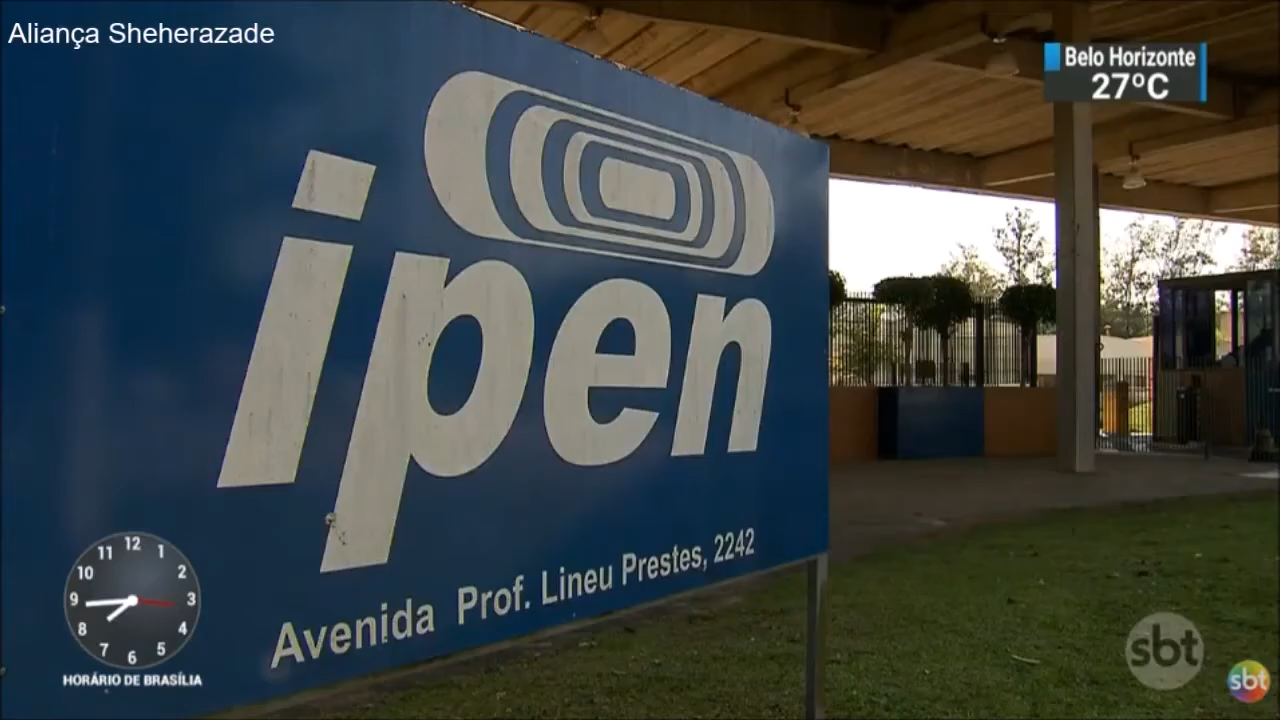 Aliança Sheherazade
Belo Horizonte
27ºC
ipen
Avenida Prof. Lineu Prestes, 2242
12
11 1
10 2
9 3
8 4
7 5
6
HORÁRIO DE BRASÍLIA
sbt
sbt